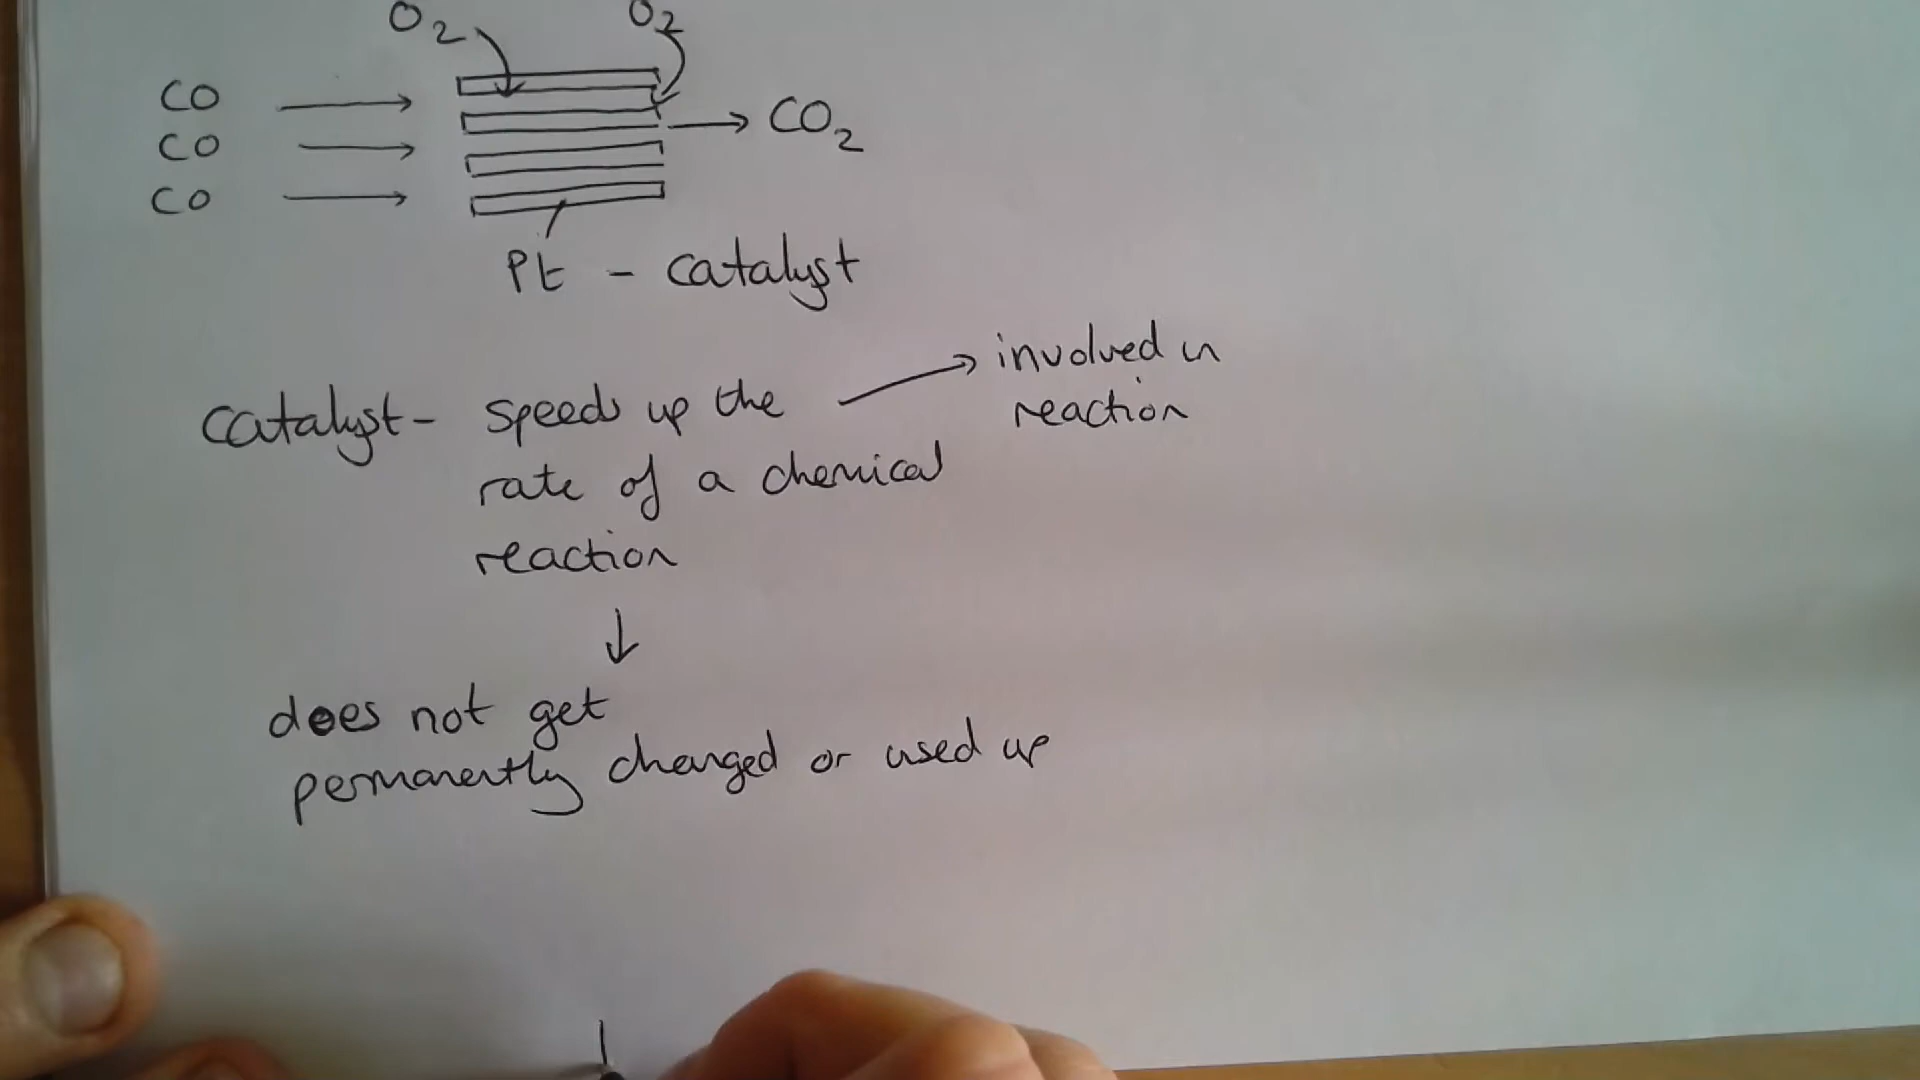 O2 O2
CO
CO
CO
CO2
Pt - catalyst
catalyst - speeds up the
rate of a chemical
reaction
involved in
reaction
does not get
permanently changed or used up